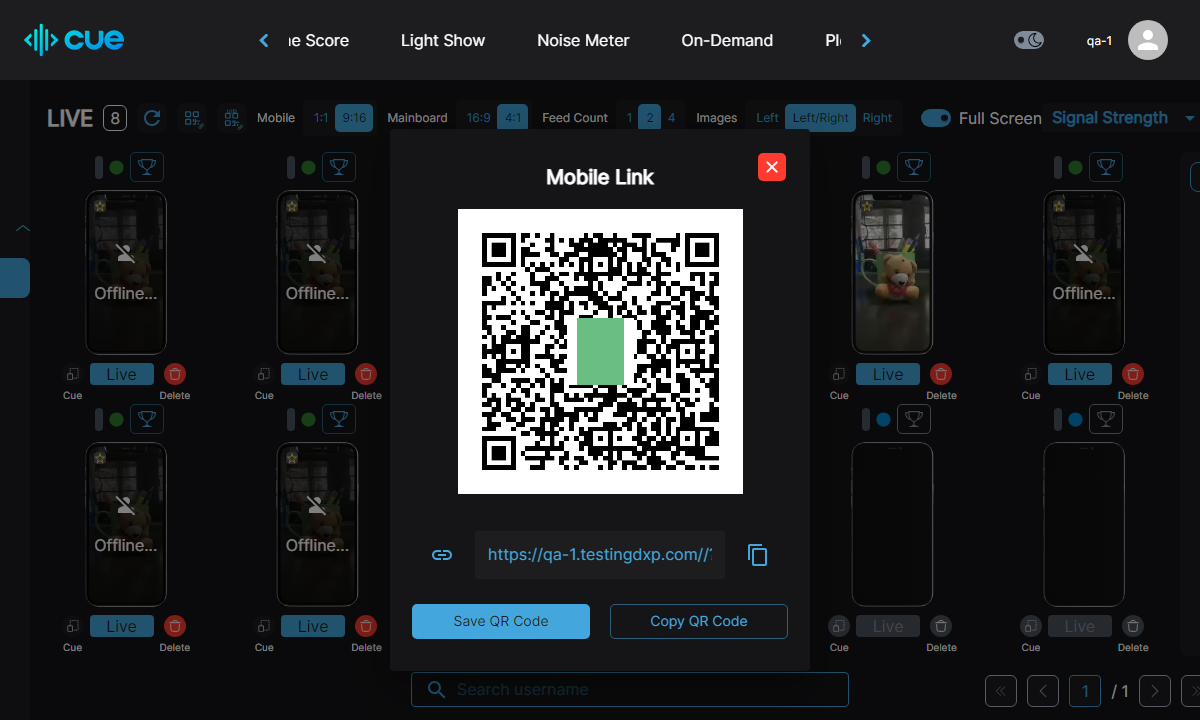 cue
Light Show
Noise Meter
On-Demand
qa-1
LIVE
8
Mobile
1:1
9:16
Mainboard
16:9
4:1
Feed Count
1
2
4
Images
Left
Left/Right
Right
Full Screen
Signal Strength
Mobile Link
Offline...
Offline...
Offline...
Live
Live
Live
Live
Cue
Delete
Cue
Delete
Cue
Delete
Cue
Delete
Offline...
Offline...
https://qa-1.testingdxp.com//
Save QR Code
Copy QR Code
Live
Live
Live
Live
Cue
Delete
Cue
Delete
Cue
Delete
Cue
Delete
Search username
1
/ 1